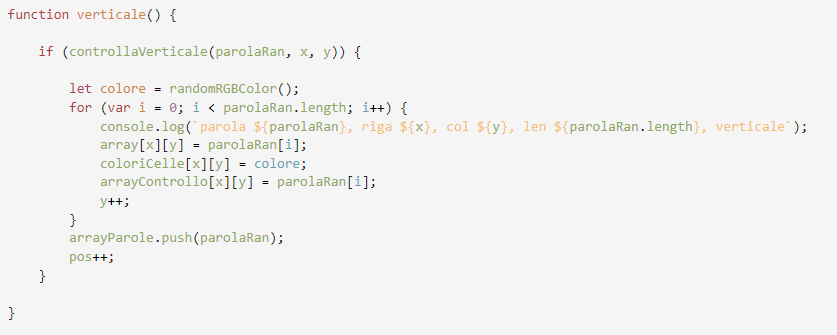 function verticale() {
if (controllaVerticale(parolaRan, x, y)) {
let colore = randomRGBColor();
for (var i = 0; i < parolaRan.length; i++) {
console.log(`parola ${parolaRan}, riga ${x}, col ${y}, len ${parolaRan.length}, verticale`);
array[x][y] = parolaRan[i];
coloriCelle[x][y] = colore;
arrayControllo[x][y] = parolaRan[i];
y++;
}
arrayParole.push(parolaRan);
pos++;
}
}